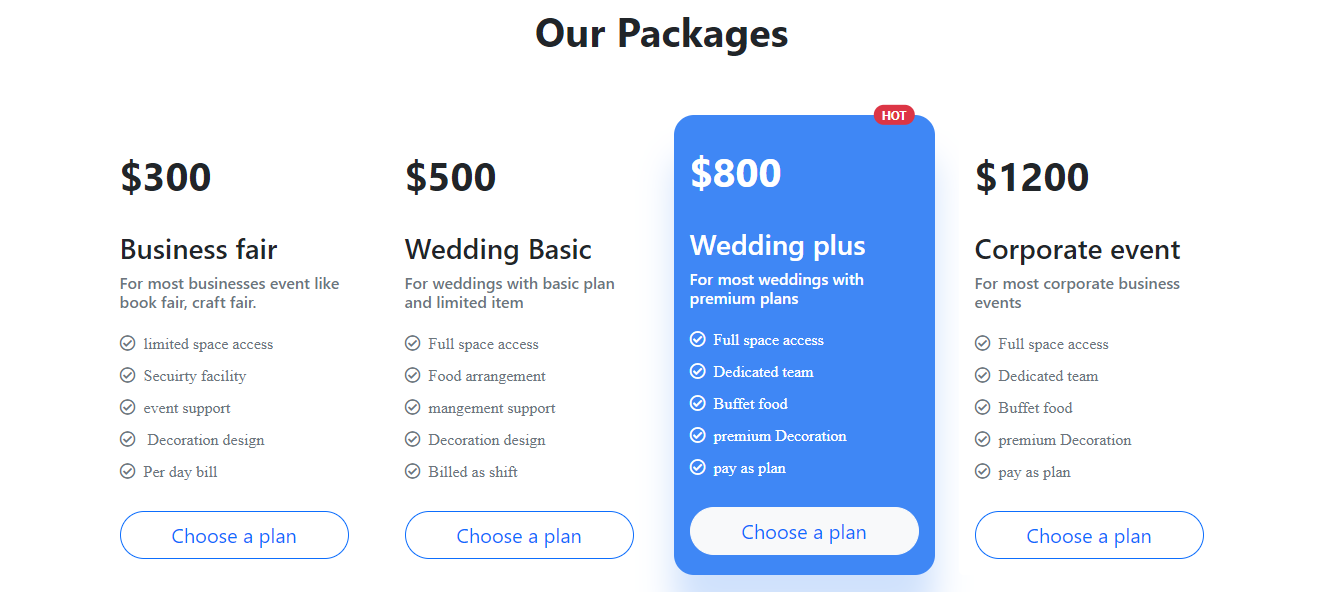 Our Packages
$300
Business fair
For most businesses event like
book fair, craft fair.
limited space access
Secuirty facility
event support
Decoration design
Per day bill
Choose a plan
$500
Wedding Basic
For weddings with basic plan
and limited item
Full space access
Food arrangement
mangement support
Decoration design
Billed as shift
Choose a plan
HOT
$800
Wedding plus
For most weddings with
premium plans
Full space access
Dedicated team
Buffet food
premium Decoration
pay as plan
Choose a plan
$1200
Corporate event
For most corporate business
events
Full space access
Dedicated team
Buffet food
premium Decoration
pay as plan
Choose a plan